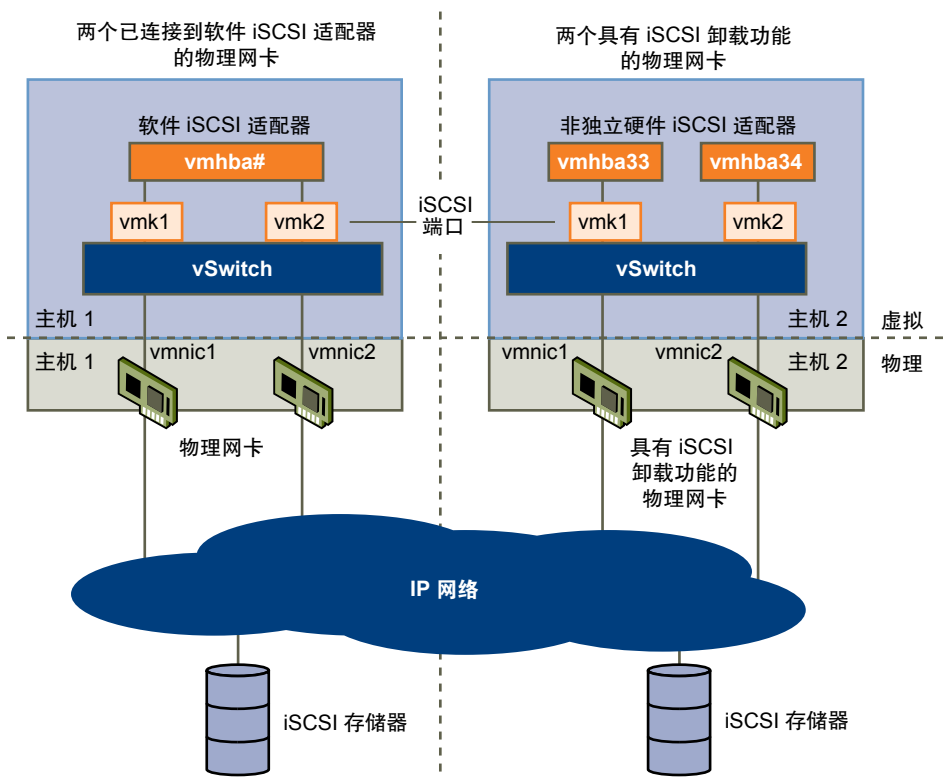 两个已连接到软件 iSCSI 适配器
的物理网卡
两个具有 iSCSI 卸载功能
的物理网卡
软件 iSCSI 适配器
非独立硬件 iSCSI 适配器
vmhba#
vmhba33
vmhba34
vmk1
vmk2
iSCSI
端口
vmk1
vmk2
vSwitch
vSwitch
主机 1
主机 2
虚拟
主机 1
vmnic1
vmnic2
vmnic1
vmnic2
主机 2
物理
物理网卡
具有 iSCSI
卸载功能的
物理网卡
IP 网络
iSCSI 存储器
iSCSI 存储器